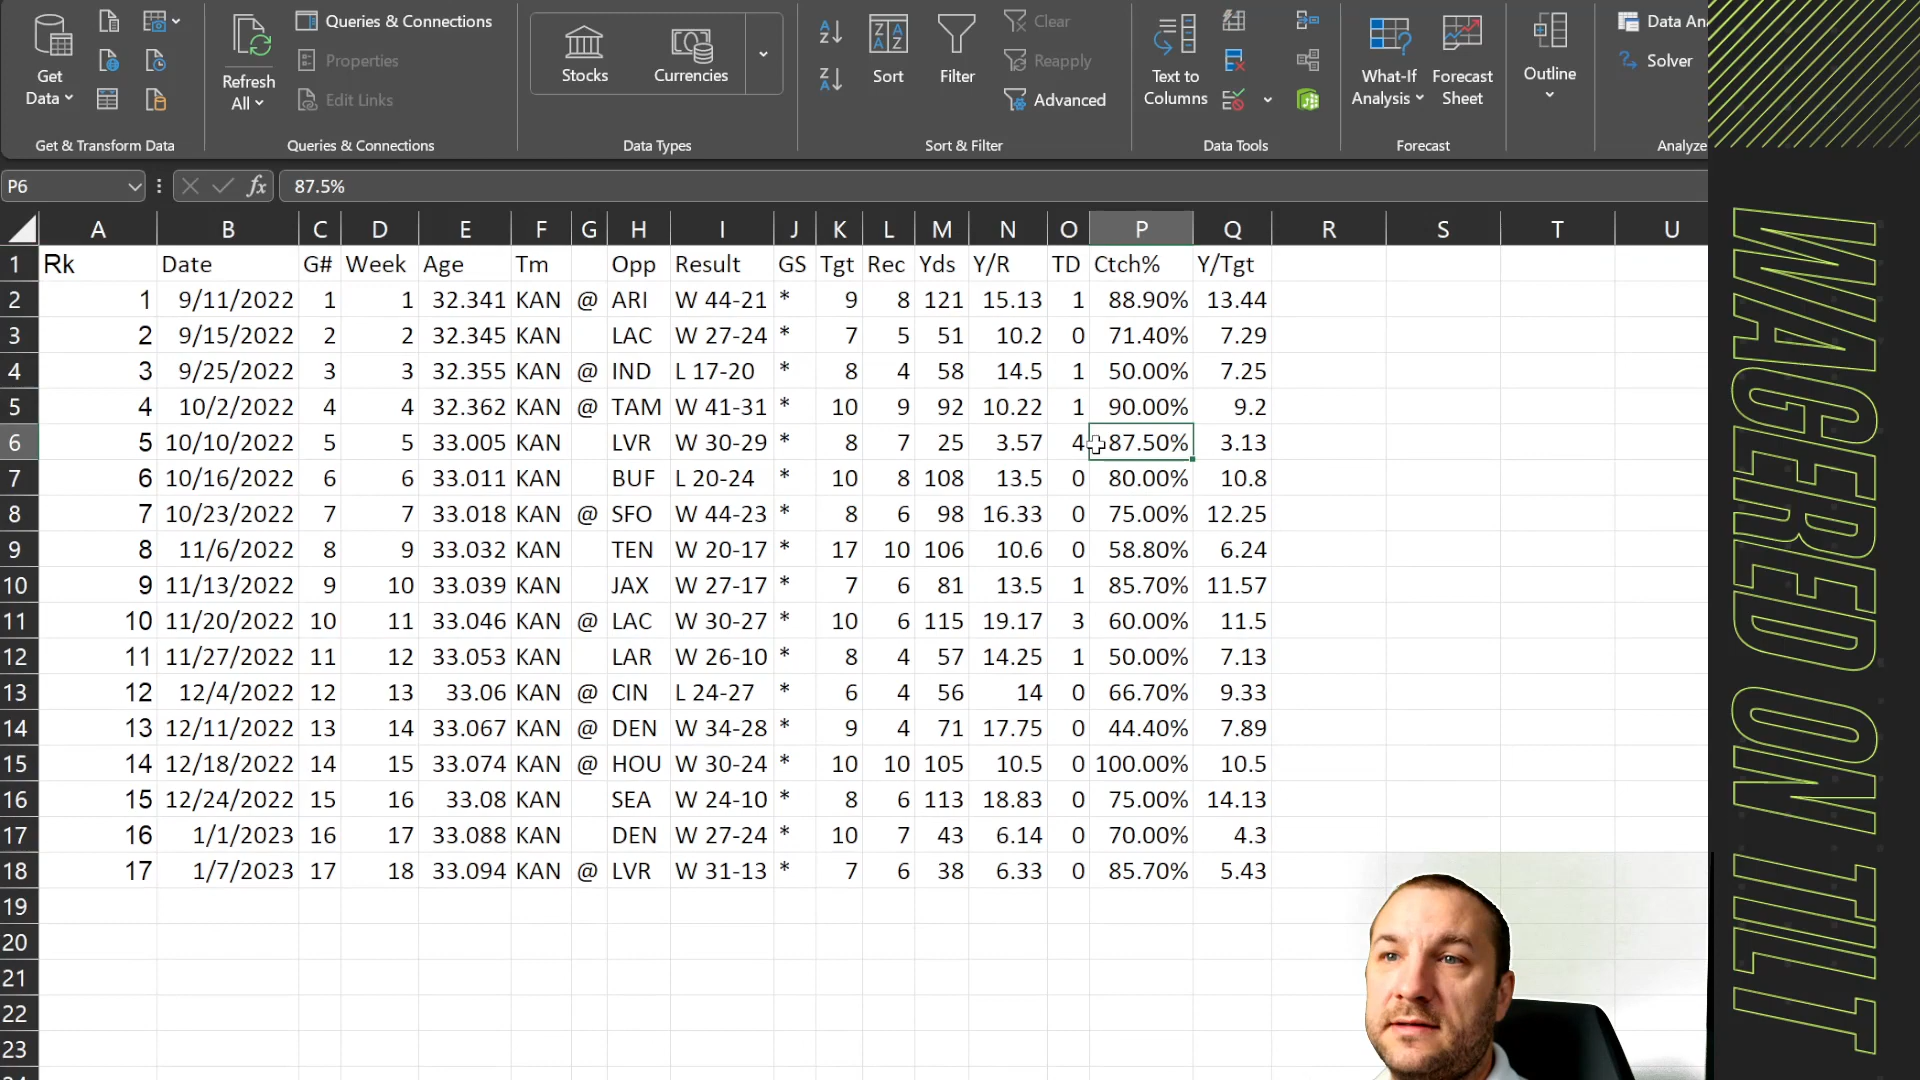 Get Data
Refresh All
Queries & Connections
Properties
Edit Links
Stocks
Currencies
Sort
Filter
Clear
Reapply
Advanced
Text to Columns
What-If Analysis
Forecast Sheet
Outline
Data An
Solver
Get & Transform Data
Queries & Connections
Data Types
Sort & Filter
Data Tools
Forecast
Analyze
P6 fx 87.5%
A B C D E F G H I J K L M N O P Q R S T U
1 Rk Date G# Week Age Tm Opp Result GS Tgt Rec Yds Y/R TD Ctch% Y/Tgt
2 1 9/11/2022 1 1 32.341 KAN @ ARI W 44-21 * 9 8 121 15.13 1 88.90% 13.44
3 2 9/15/2022 2 2 32.345 KAN LAC W 27-24 * 7 5 51 10.2 0 71.40% 7.29
4 3 9/25/2022 3 3 32.355 KAN @ IND L 17-20 * 8 4 58 14.5 1 50.00% 7.25
5 4 10/2/2022 4 4 32.362 KAN @ TAM W 41-31 * 10 9 92 10.22 1 90.00% 9.2
6 5 10/10/2022 5 5 33.005 KAN LVR W 30-29 * 8 7 25 3.57 4 87.50% 3.13
7 6 10/16/2022 6 6 33.011 KAN BUF L 20-24 * 10 8 108 13.5 0 80.00% 10.8
8 7 10/23/2022 7 7 33.018 KAN @ SFO W 44-23 * 8 6 98 16.33 0 75.00% 12.25
9 8 11/6/2022 8 9 33.032 KAN TEN W 20-17 * 17 10 106 10.6 0 58.80% 6.24
10 9 11/13/2022 9 10 33.039 KAN JAX W 27-17 * 7 6 81 13.5 1 85.70% 11.57
11 10 11/20/2022 10 11 33.046 KAN @ LAC W 30-27 * 10 6 115 19.17 3 60.00% 11.5
12 11 11/27/2022 11 12 33.053 KAN LAR W 26-10 * 8 4 57 14.25 1 50.00% 7.13
13 12 12/4/2022 12 13 33.06 KAN @ CIN L 24-27 * 6 4 56 14 0 66.70% 9.33
14 13 12/11/2022 13 14 33.067 KAN @ DEN W 34-28 * 9 4 71 17.75 0 44.40% 7.89
15 14 12/18/2022 14 15 33.074 KAN @ HOU W 30-24 * 10 10 105 10.5 0 100.00% 10.5
16 15 12/24/2022 15 16 33.08 KAN SEA W 24-10 * 8 6 113 18.83 0 75.00% 14.13
17 16 1/1/2023 16 17 33.088 KAN DEN W 27-24 * 10 7 43 6.14 0 70.00% 4.3
18 17 1/7/2023 17 18 33.094 KAN @ LVR W 31-13 * 7 6 38 6.33 0 85.70% 5.43
19
20
21
22
23
WAGERED ON TILT